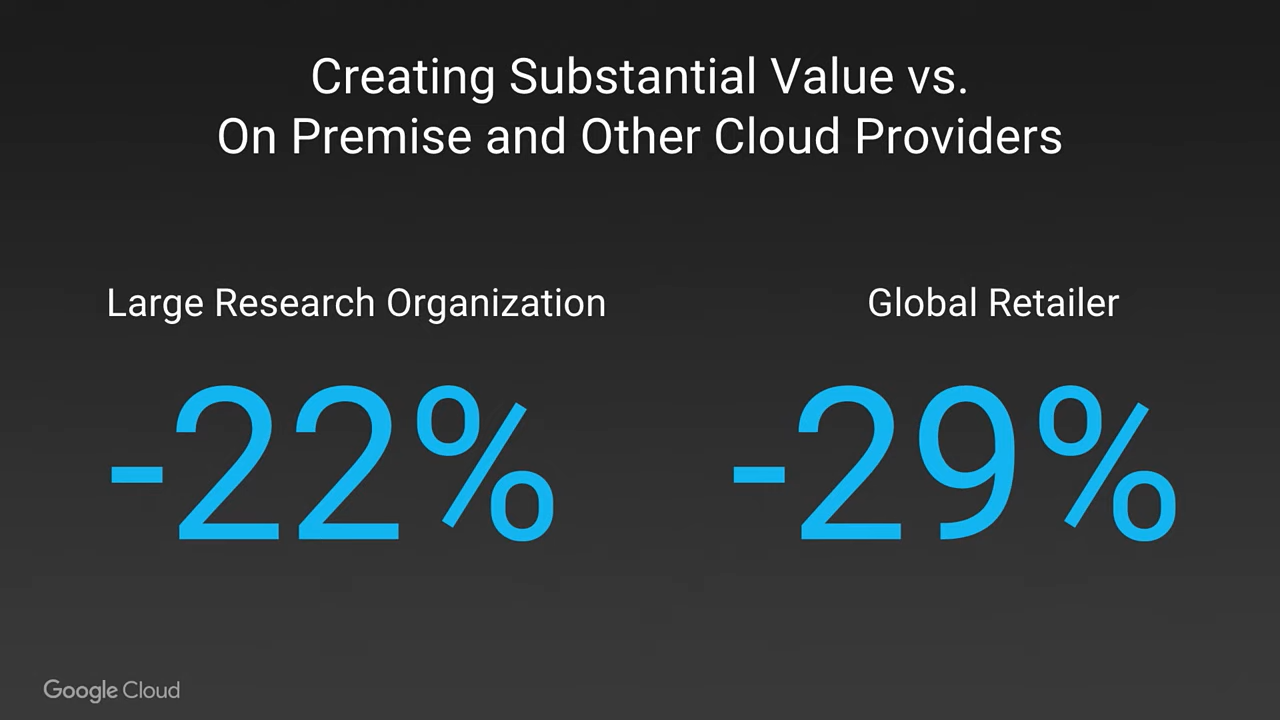 Creating Substantial Value vs.
On Premise and Other Cloud Providers
Large Research Organization
-22%
Global Retailer
-29%
Google Cloud